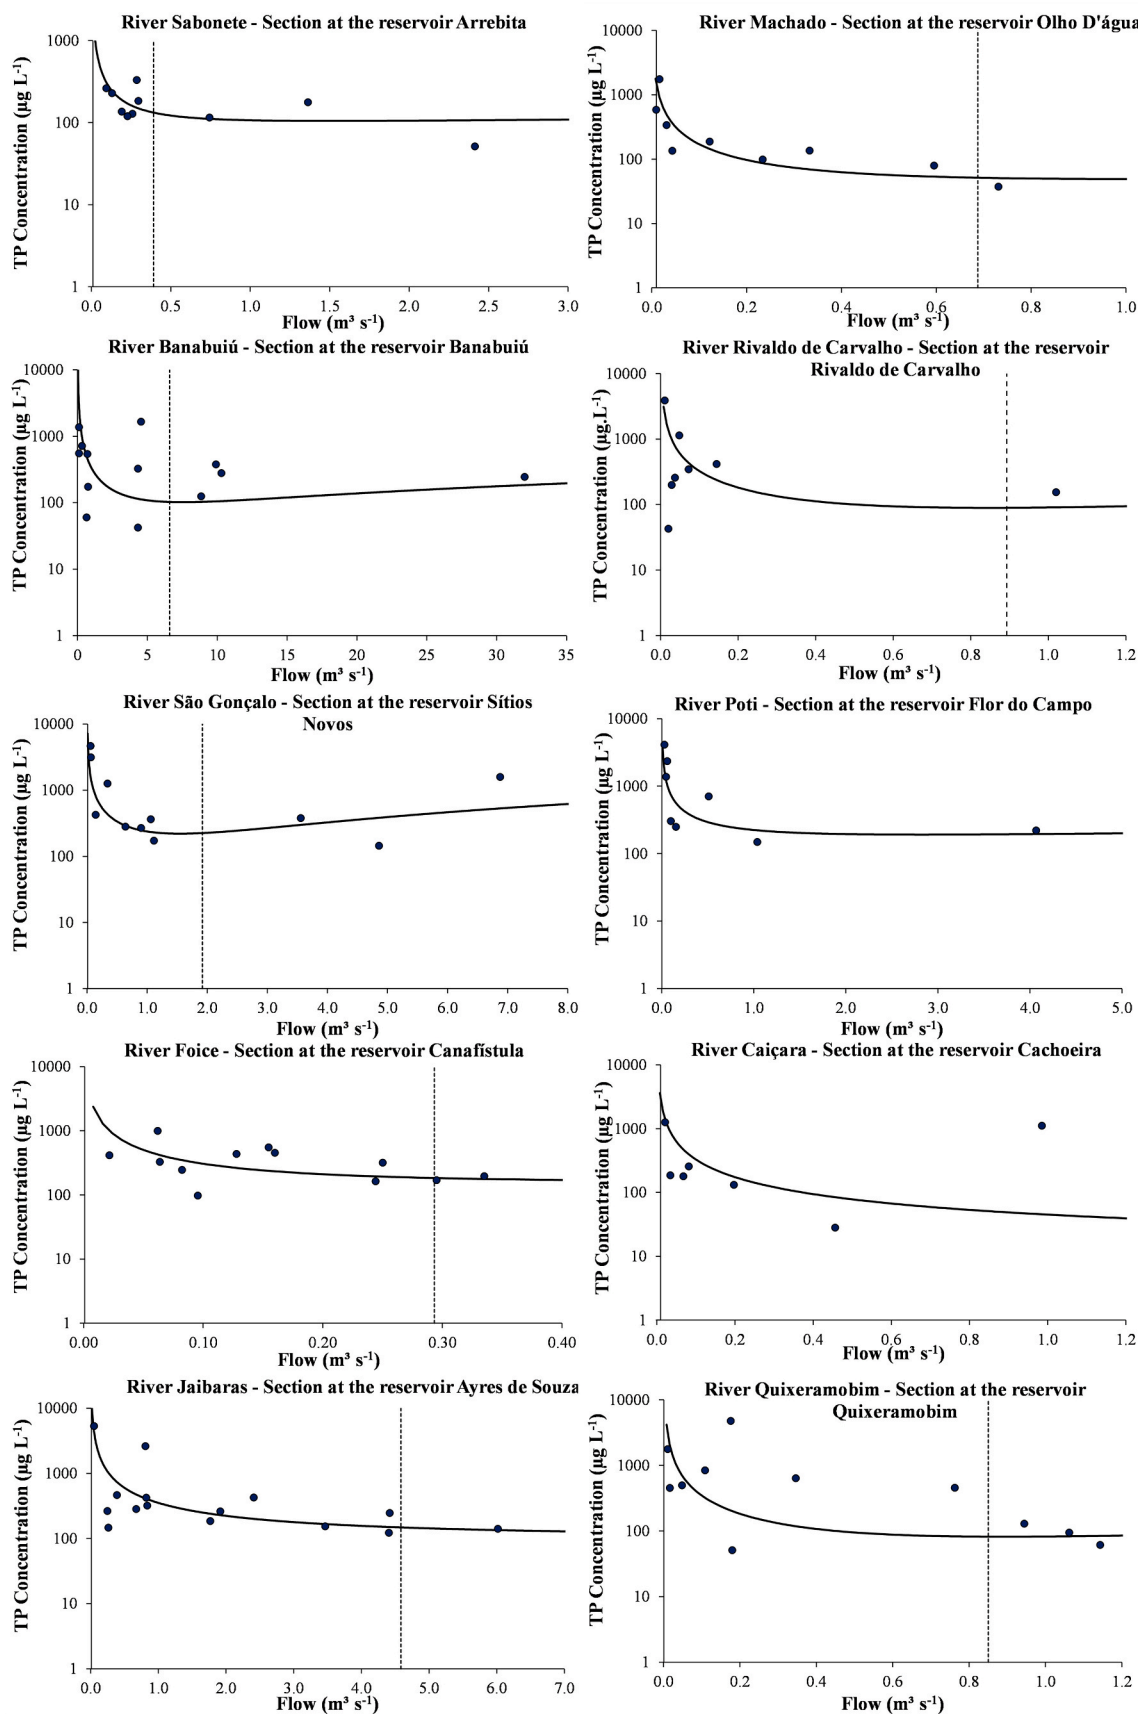 River Sabonete - Section at the reservoir Arrebita
TP Concentration (µg L-1)
1000
100
10
1
0.0 0.5 1.0 1.5 2.0 2.5 3.0
Flow (m³ s-1)
River Machado - Section at the reservoir Olho D'água
TP Concentration (µg L-1)
10000
1000
100
10
1
0.0 0.2 0.4 0.6 0.8 1.0
Flow (m³ s-1)
River Banabuiú - Section at the reservoir Banabuiú
TP Concentration (µg L-1)
10000
1000
100
10
1
0 5 10 15 20 25 30 35
Flow (m³ s-1)
River Rivaldo de Carvalho - Section at the reservoir
Rivaldo de Carvalho
TP Concentration (µg.L-1)
10000
1000
100
10
1
0.0 0.2 0.4 0.6 0.8 1.0 1.2
Flow (m³ s-1)
River São Gonçalo - Section at the reservoir Sítios
Novos
TP Concentration (µg L-1)
10000
1000
100
10
1
0.0 1.0 2.0 3.0 4.0 5.0 6.0 7.0 8.0
Flow (m³ s-1)
River Poti - Section at the reservoir Flor do Campo
TP Concentration (µg L-1)
10000
1000
100
10
1
0.0 1.0 2.0 3.0 4.0 5.0
Flow (m³ s-1)
River Foice - Section at the reservoir Canafístula
TP Concentration (µg L-1)
10000
1000
100
10
1
0.00 0.10 0.20 0.30 0.40
Flow (m³ s-1)
River Caiçara - Section at the reservoir Cachoeira
TP Concentration (µg L-1)
10000
1000
100
10
1
0.0 0.2 0.4 0.6 0.8 1.0 1.2
Flow (m³ s-1)
River Jaibaras - Section at the reservoir Ayres de Souza
TP Concentration (µg L-1)
10000
1000
100
10
1
0.0 1.0 2.0 3.0 4.0 5.0 6.0 7.0
Flow (m³ s-1)
River Quixeramobim - Section at the reservoir
Quixeramobim
TP Concentration (µg L-1)
10000
1000
100
10
1
0.0 0.2 0.4 0.6 0.8 1.0 1.2
Flow (m³ s-1)